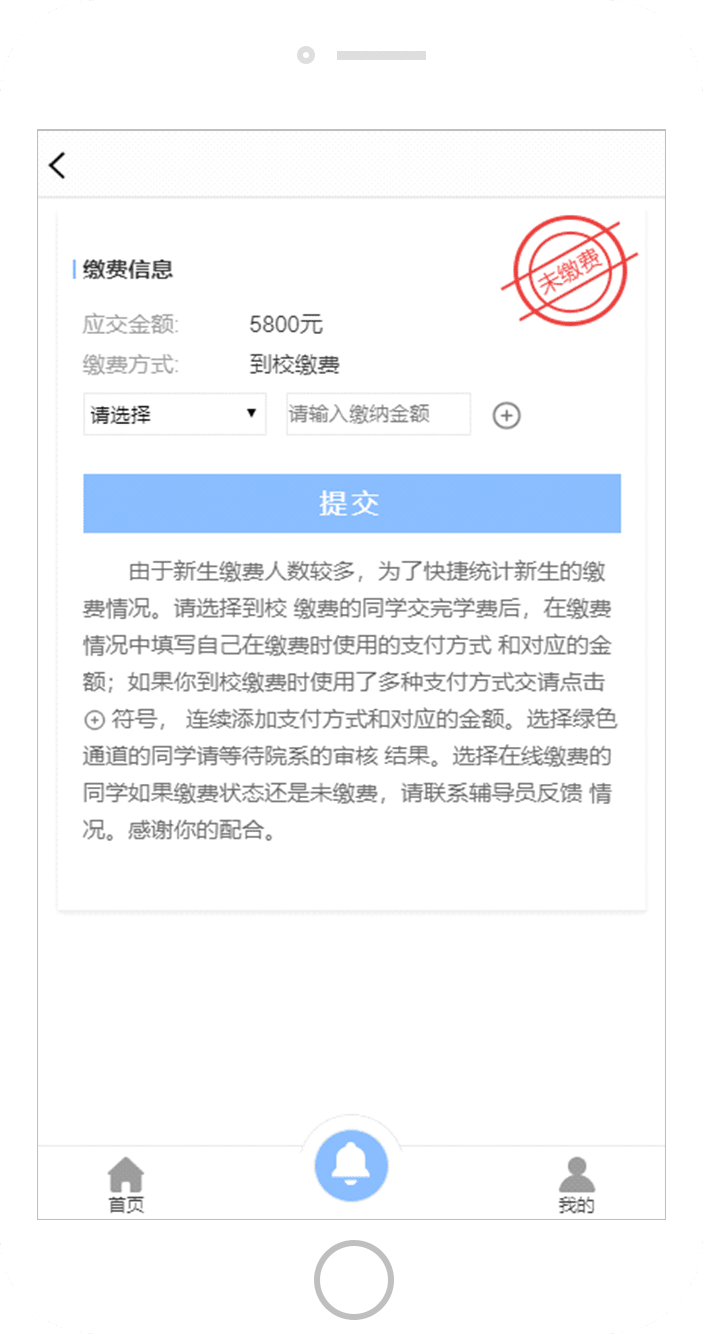 未缴费
缴费信息
应交金额: 5800元
缴费方式: 到校缴费
请选择 请输入缴纳金额
提交
由于新生缴费人数较多，为了快捷统计新生的缴
费情况。请选择到校 缴费的同学交完学费后，在缴费
情况中填写自己在缴费时使用的支付方式 和对应的金
额；如果你到校缴费时使用了多种支付方式交请点击
⊕ 符号， 连续添加支付方式和对应的金额。选择绿色
通道的同学请等待院系的审核 结果。选择在线缴费的
同学如果缴费状态还是未缴费，请联系辅导员反馈 情
况。感谢你的配合。
首页 我的